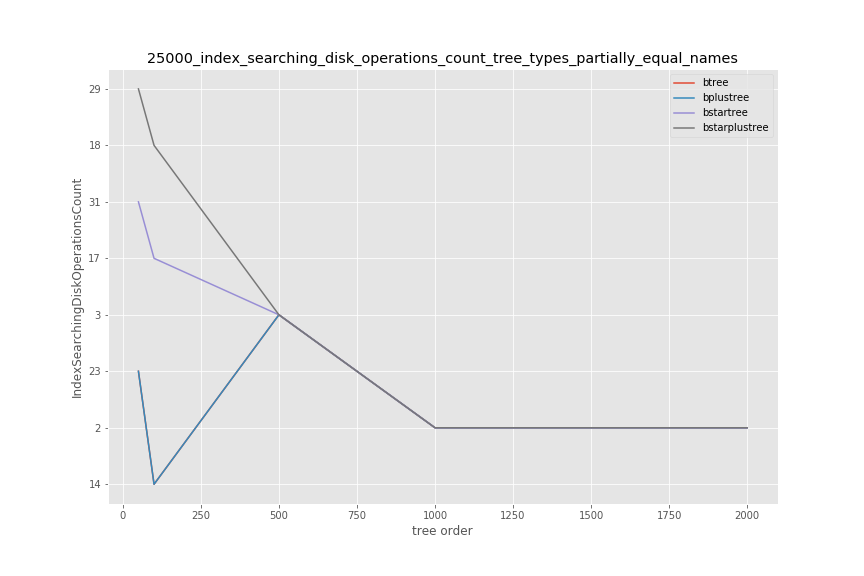 25000_index_searching_disk_operations_count_tree_types_partially_equal_names
btree
bplustree
bstartree
bstarplustree
IndexSearchingDiskOperationsCount
29
18
31
17
3
23
2
14
0 250 500 750 1000 1250 1500 1750 2000
tree order